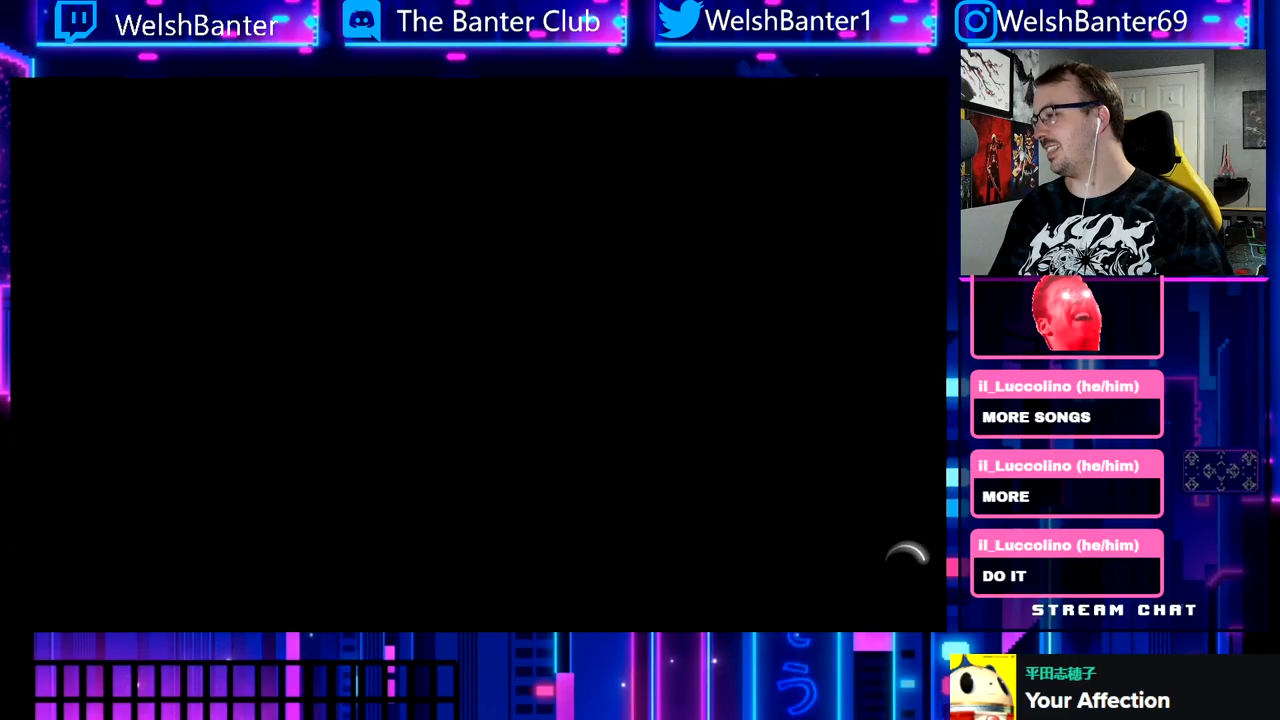 WelshBanter
The Banter Club
WelshBanter1
WelshBanter69
il_Luccolino (he/him)
MORE SONGS
il_Luccolino (he/him)
MORE
il_Luccolino (he/him)
DO IT
STREAM CHAT
平田志穂子
Your Affection